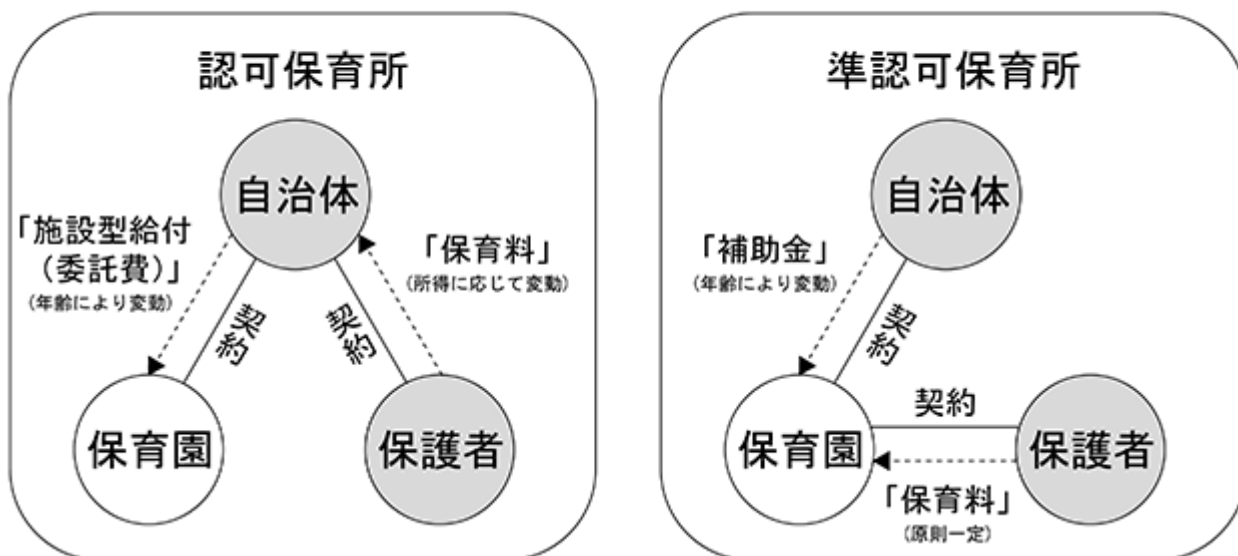 認可保育所
自治体
「施設型給付
(委託費)」
(年齢により変動)
「保育料」
(所得に応じて変動)
契約
契約
保育園
保護者
準認可保育所
自治体
「補助金」
(年齢により変動)
契約
契約
保育園
保護者
「保育料」
(原則一定)